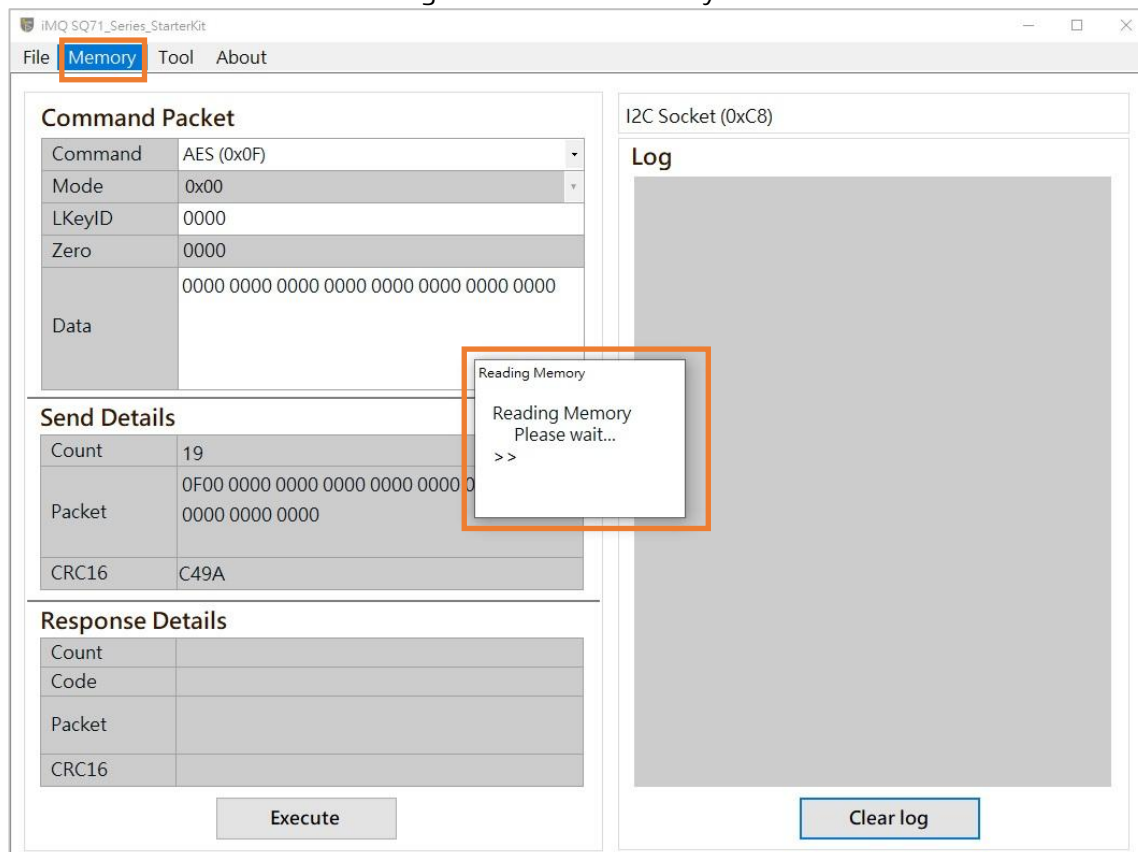 iMQ SQ71_Series_StarterKit
File Memory Tool About
Command Packet
Command AES (0x0F)
Mode 0x00
LKeyID 0000
Zero 0000
Data 0000 0000 0000 0000 0000 0000 0000 0000
Send Details
Count 19
Packet 0F00 0000 0000 0000 0000 0000
0000 0000 0000
CRC16 C49A
Response Details
Count
Code
Packet
CRC16
Execute
I2C Socket (0xC8)
Log
Reading Memory
Reading Memory
Please wait...
>>
Clear log